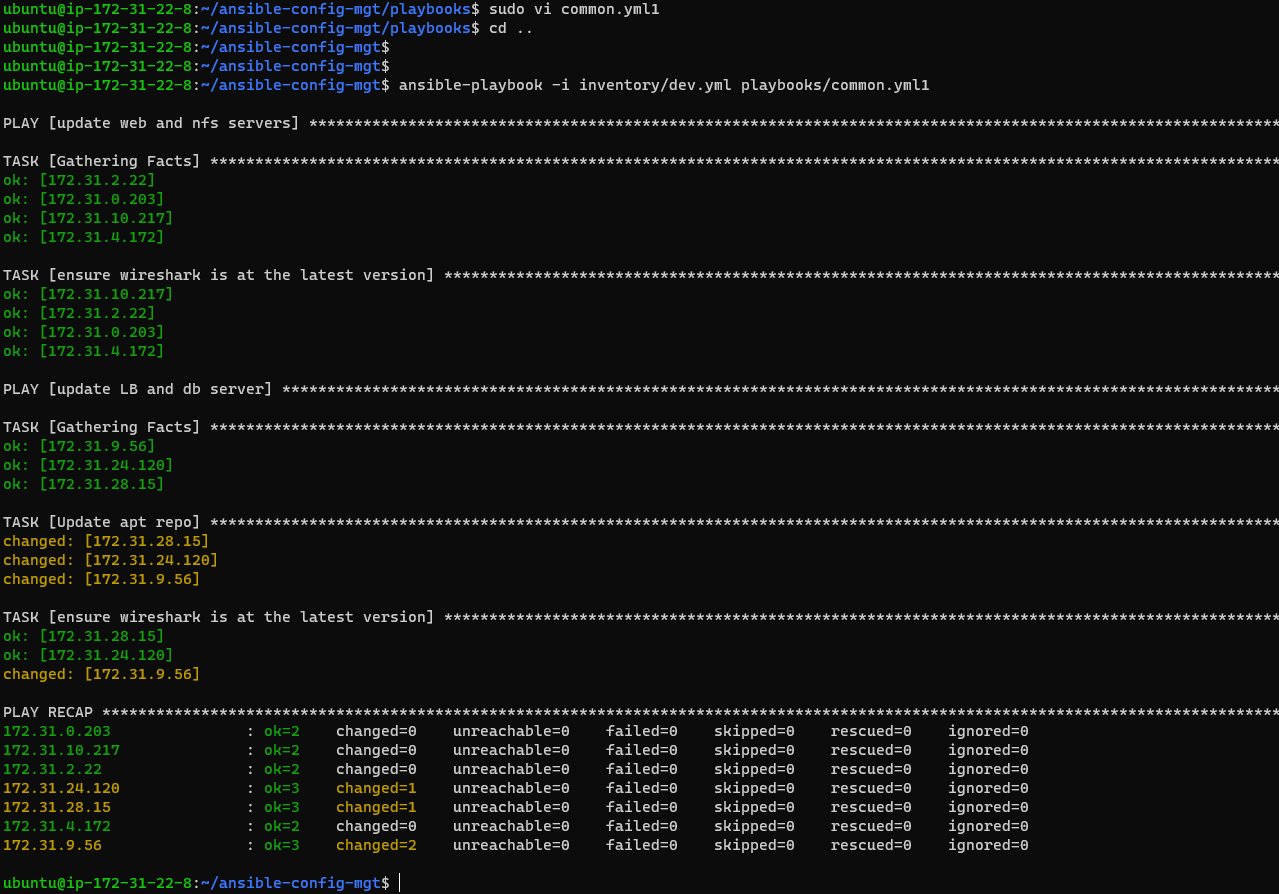 ubuntu@ip-172-31-22-8:~/ansible-config-mgt/playbooks$ sudo vi common.yml1
ubuntu@ip-172-31-22-8:~/ansible-config-mgt/playbooks$ cd ..
ubuntu@ip-172-31-22-8:~/ansible-config-mgt$
ubuntu@ip-172-31-22-8:~/ansible-config-mgt$
ubuntu@ip-172-31-22-8:~/ansible-config-mgt$ ansible-playbook -i inventory/dev.yml playbooks/common.yml1
PLAY [update web and nfs servers] ************************************************************************************************************
TASK [Gathering Facts] ***********************************************************************************************************************
ok: [172.31.2.22]
ok: [172.31.0.203]
ok: [172.31.10.217]
ok: [172.31.4.172]
TASK [ensure wireshark is at the latest version] *********************************************************************************************
ok: [172.31.10.217]
ok: [172.31.2.22]
ok: [172.31.0.203]
ok: [172.31.4.172]
PLAY [update LB and db server] ***************************************************************************************************************
TASK [Gathering Facts] ***********************************************************************************************************************
ok: [172.31.9.56]
ok: [172.31.24.120]
ok: [172.31.28.15]
TASK [Update apt repo] ***********************************************************************************************************************
changed: [172.31.28.15]
changed: [172.31.24.120]
changed: [172.31.9.56]
TASK [ensure wireshark is at the latest version] *********************************************************************************************
ok: [172.31.28.15]
ok: [172.31.24.120]
changed: [172.31.9.56]
PLAY RECAP ***********************************************************************************************************************************
172.31.0.203               : ok=2    changed=0    unreachable=0    failed=0    skipped=0    rescued=0    ignored=0
172.31.10.217              : ok=2    changed=0    unreachable=0    failed=0    skipped=0    rescued=0    ignored=0
172.31.2.22                : ok=2    changed=0    unreachable=0    failed=0    skipped=0    rescued=0    ignored=0
172.31.24.120              : ok=3    changed=1    unreachable=0    failed=0    skipped=0    rescued=0    ignored=0
172.31.28.15               : ok=3    changed=1    unreachable=0    failed=0    skipped=0    rescued=0    ignored=0
172.31.4.172               : ok=2    changed=0    unreachable=0    failed=0    skipped=0    rescued=0    ignored=0
172.31.9.56                : ok=3    changed=2    unreachable=0    failed=0    skipped=0    rescued=0    ignored=0
ubuntu@ip-172-31-22-8:~/ansible-config-mgt$